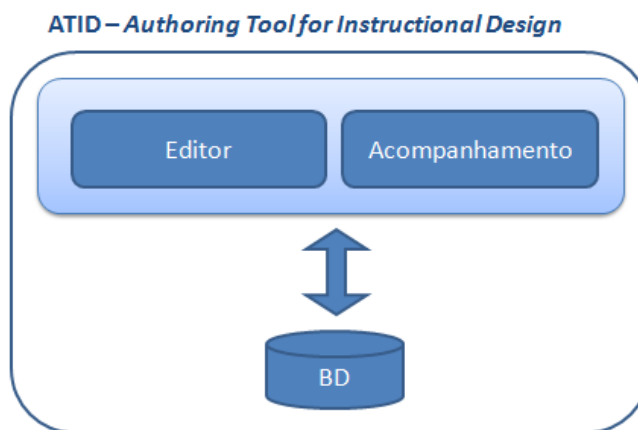 ATID – Authoring Tool for Instructional Design
Editor
Acompanhamento
BD